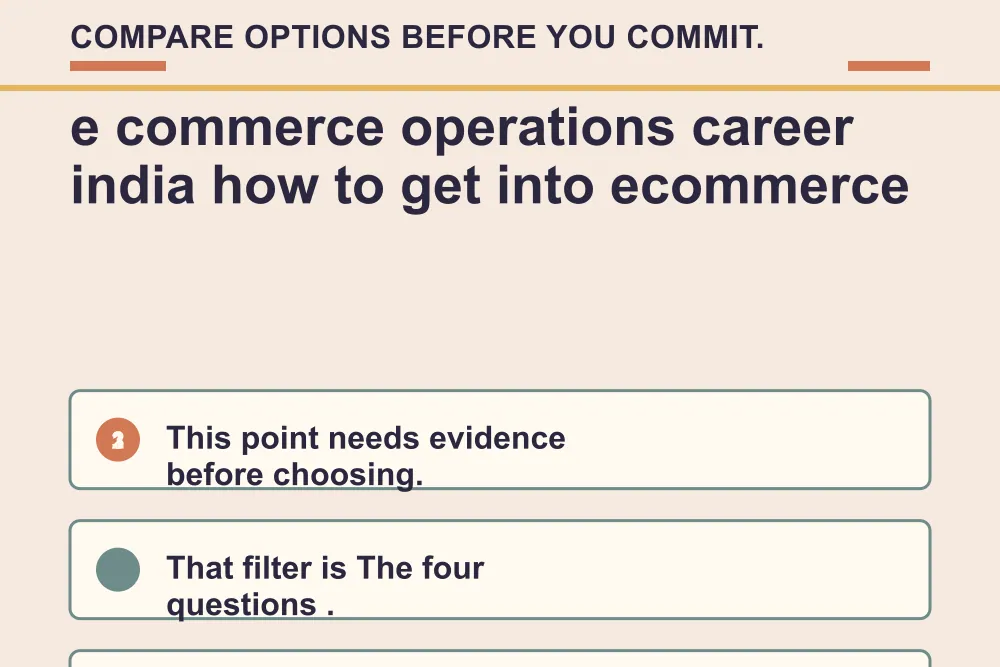 COMPARE OPTIONS BEFORE YOU COMMIT.
e commerce operations career
india how to get into ecommerce
This point needs evidence
before choosing.
That filter is The four
questions .